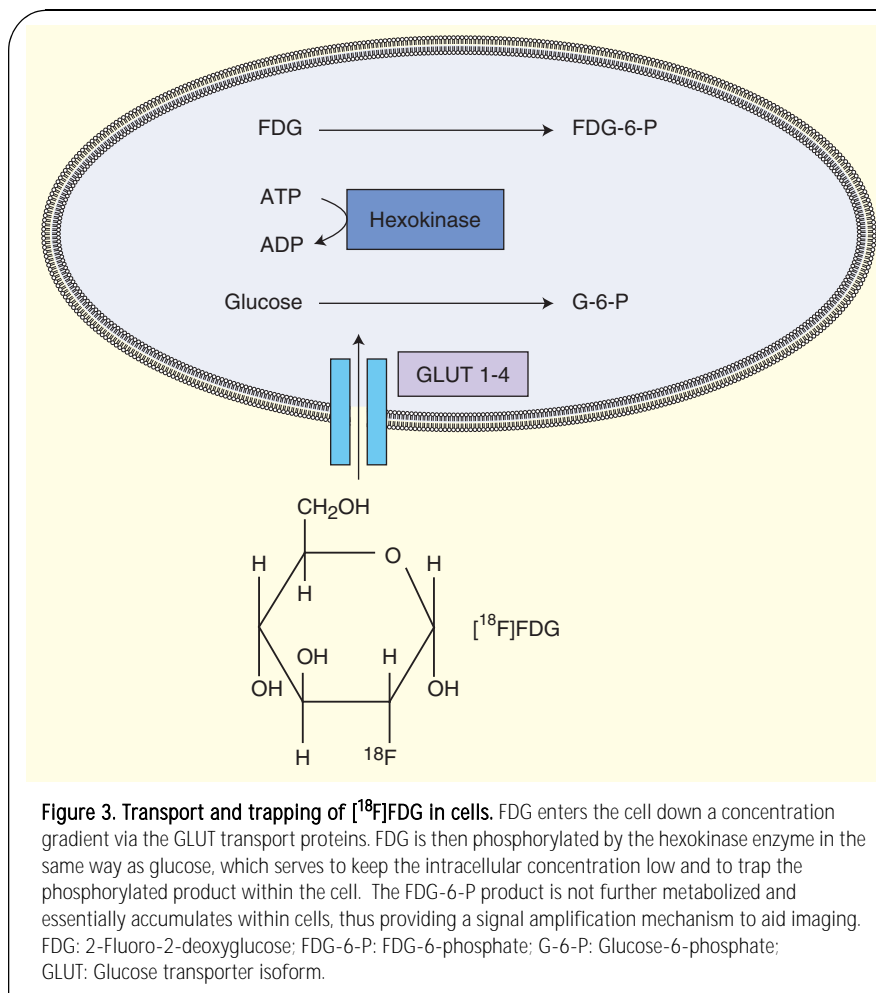 FDG FDG-6-P
ATP
Hexokinase
ADP
Glucose G-6-P
GLUT 1-4
CH₂OH
O
H H
H
[¹⁸F]FDG
OH H
OH OH
H ¹⁸F
Figure 3. Transport and trapping of [¹⁸F]FDG in cells. FDG enters the cell down a concentration
gradient via the GLUT transport proteins. FDG is then phosphorylated by the hexokinase enzyme in the
same way as glucose, which serves to keep the intracellular concentration low and to trap the
phosphorylated product within the cell. The FDG-6-P product is not further metabolized and
essentially accumulates within cells, thus providing a signal amplification mechanism to aid imaging.
FDG: 2-Fluoro-2-deoxyglucose; FDG-6-P: FDG-6-phosphate; G-6-P: Glucose-6-phosphate;
GLUT: Glucose transporter isoform.